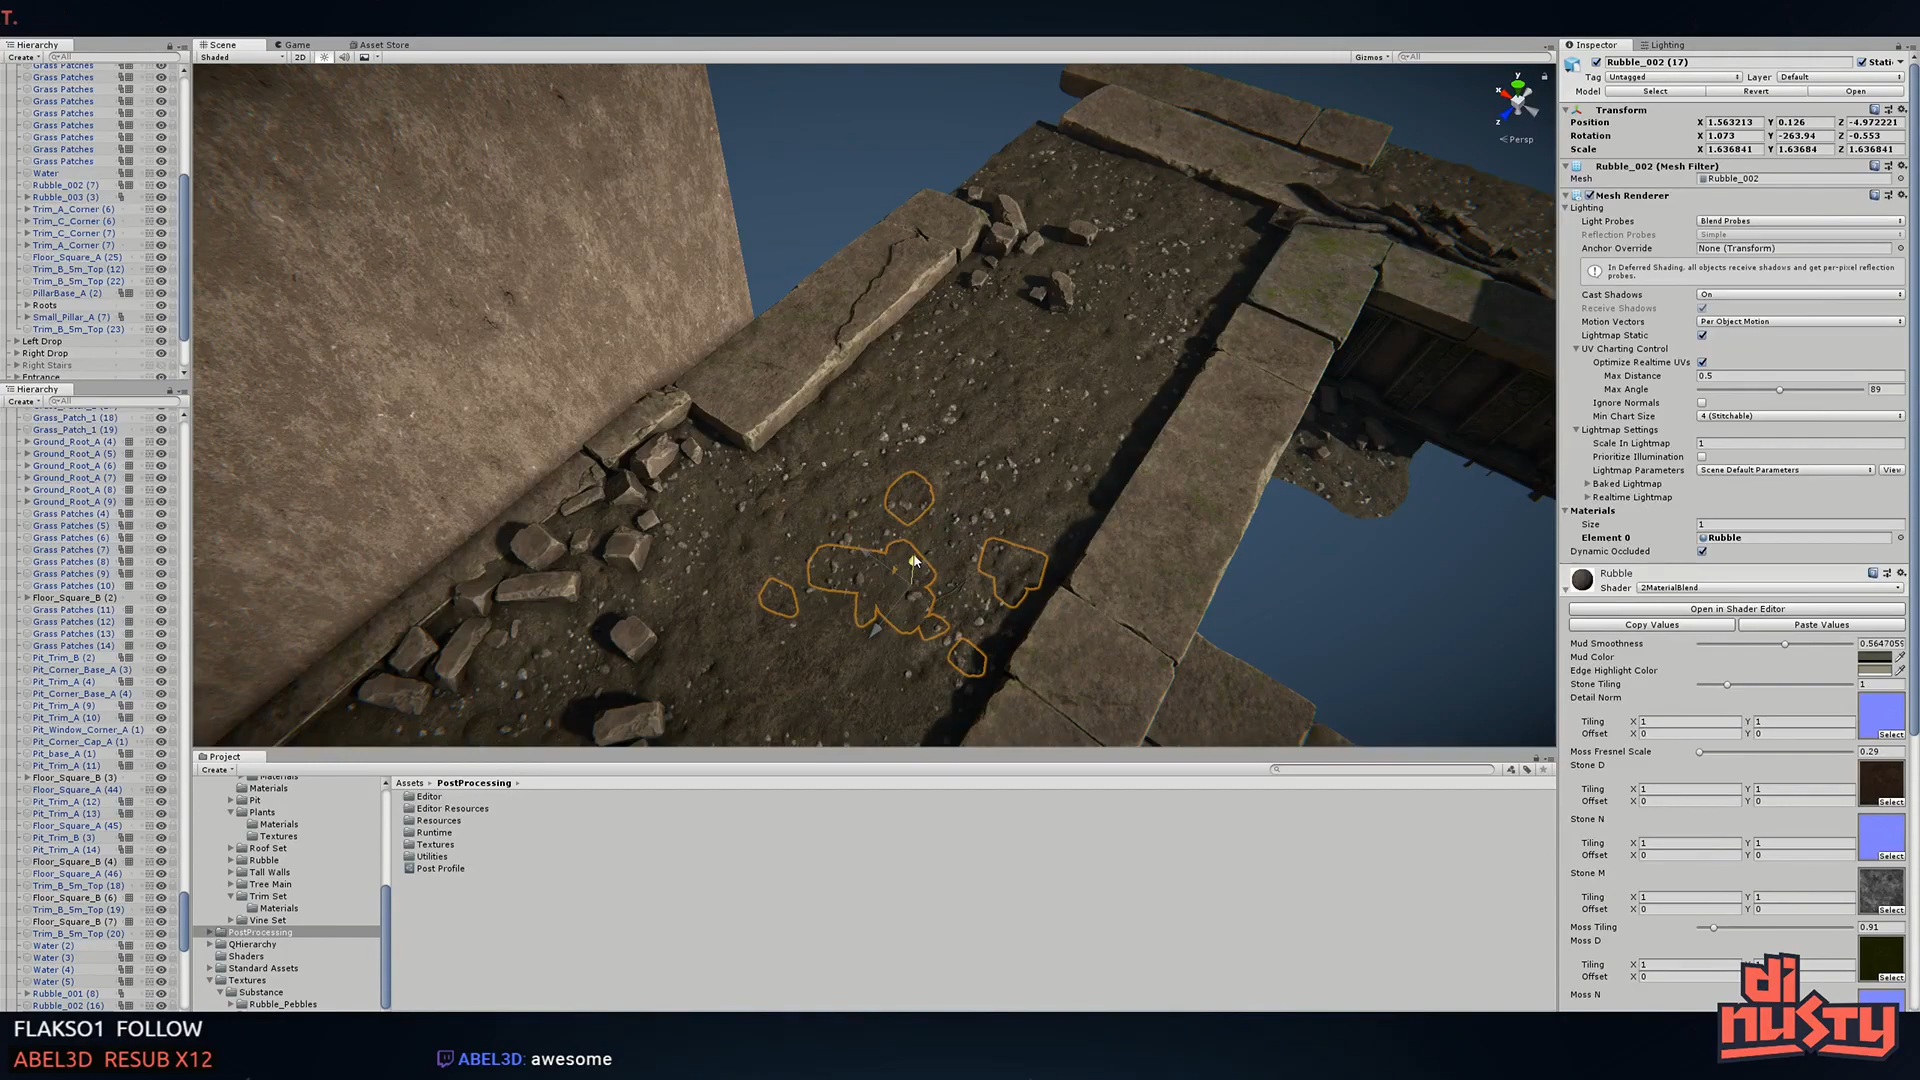 T.
Hierarchy
Create
All
Grass Patches
Grass Patches
Grass Patches
Grass Patches
Grass Patches
Grass Patches
Grass Patches
Grass Patches
Grass Patches
Water
Rubble_002 (7)
Rubble_003 (3)
Trim_A_Corner (6)
Trim_C_Corner (6)
Trim_C_Corner (7)
Trim_A_Corner (7)
Floor_Square_A (25)
Trim_B_5m_Top (12)
Trim_B_5m_Top (22)
PillarBase_A (2)
Roots
Small_Pillar_A (7)
Trim_B_5m_Top (23)
Left Drop
Right Drop
Right Stairs
Entrance
Hierarchy
Create
All
Grass_Patch_1 (18)
Grass_Patch_1 (19)
Ground_Root_A (4)
Ground_Root_A (5)
Ground_Root_A (6)
Ground_Root_A (7)
Ground_Root_A (8)
Ground_Root_A (9)
Grass Patches (4)
Grass Patches (5)
Grass Patches (6)
Grass Patches (7)
Grass Patches (8)
Grass Patches (9)
Grass Patches (10)
Floor_Square_B (2)
Grass Patches (11)
Grass Patches (12)
Grass Patches (13)
Grass Patches (14)
Pit_Trim_B (2)
Pit_Corner_Base_A (3)
Pit_Trim_A (4)
Pit_Corner_Base_A (4)
Pit_Trim_A (9)
Pit_Trim_A (10)
Pit_Window_Corner_A (1)
Pit_Corner_Cap_A (1)
Pit_base_A (1)
Pit_Trim_A (11)
Floor_Square_B (3)
Floor_Square_A (44)
Pit_Trim_A (12)
Pit_Trim_A (13)
Floor_Square_A (45)
Pit_Trim_B (3)
Pit_Trim_A (14)
Floor_Square_B (4)
Floor_Square_A (46)
Trim_B_5m_Top (18)
Floor_Square_B (6)
Trim_B_5m_Top (19)
Floor_Square_B (7)
Trim_B_5m_Top (20)
Water (2)
Water (3)
Water (4)
Water (5)
Rubble_001 (8)
Rubble_002 (16)
Scene Game Asset Store
Shaded 2D Gizmos All
y
x
z
Persp
Project
Create
Materials
Materials
Pit
Plants
Materials
Textures
Roof Set
Rubble
Tall Walls
Tree Main
Trim Set
Materials
Vine Set
PostProcessing
QHierarchy
Shaders
Standard Assets
Textures
Substance
Rubble_Pebbles
Assets PostProcessing
Editor
Editor Resources
Resources
Runtime
Textures
Utilities
Post Profile
Inspector Lighting
Rubble_002 (17) Stati
Tag Untagged Layer Default
Model Select Revert Open
Transform
Position X 1.563213 Y 0.126 Z -4.972221
Rotation X 1.073 Y -263.94 Z -0.553
Scale X 1.636841 Y 1.63684 Z 1.636841
Rubble_002 (Mesh Filter)
Mesh Rubble_002
Mesh Renderer
Lighting
Light Probes Blend Probes
Reflection Probes Simple
Anchor Override None (Transform)
In Deferred Shading, all objects receive shadows and get per-pixel reflection
probes.
Cast Shadows On
Receive Shadows
Motion Vectors Per Object Motion
Lightmap Static
UV Charting Control
Optimize Realtime UVs
Max Distance 0.5
Max Angle 89
Ignore Normals
Min Chart Size 4 (Stitchable)
Lightmap Settings
Scale In Lightmap 1
Prioritize Illumination
Lightmap Parameters Scene Default Parameters View
Baked Lightmap
Realtime Lightmap
Materials
Size 1
Element 0 Rubble
Dynamic Occluded
Rubble
Shader 2MaterialBlend
Open in Shader Editor
Copy Values Paste Values
Mud Smoothness 0.5647059
Mud Color
Edge Highlight Color
Stone Tiling 1
Detail Norm
Tiling X 1 Y 1
Offset X 0 Y 0 Select
Moss Fresnel Scale 0.29
Stone D
Tiling X 1 Y 1
Offset X 0 Y 0 Select
Stone N
Tiling X 1 Y 1
Offset X 0 Y 0 Select
Stone M
Tiling X 1 Y 1
Offset X 0 Y 0 Select
Moss Tiling 0.91
Moss D
Tiling X 1
Offset X 0 Select
Moss N
di
nusty
FLAKSO1 FOLLOW
ABEL3D RESUB X12
ABEL3D: awesome